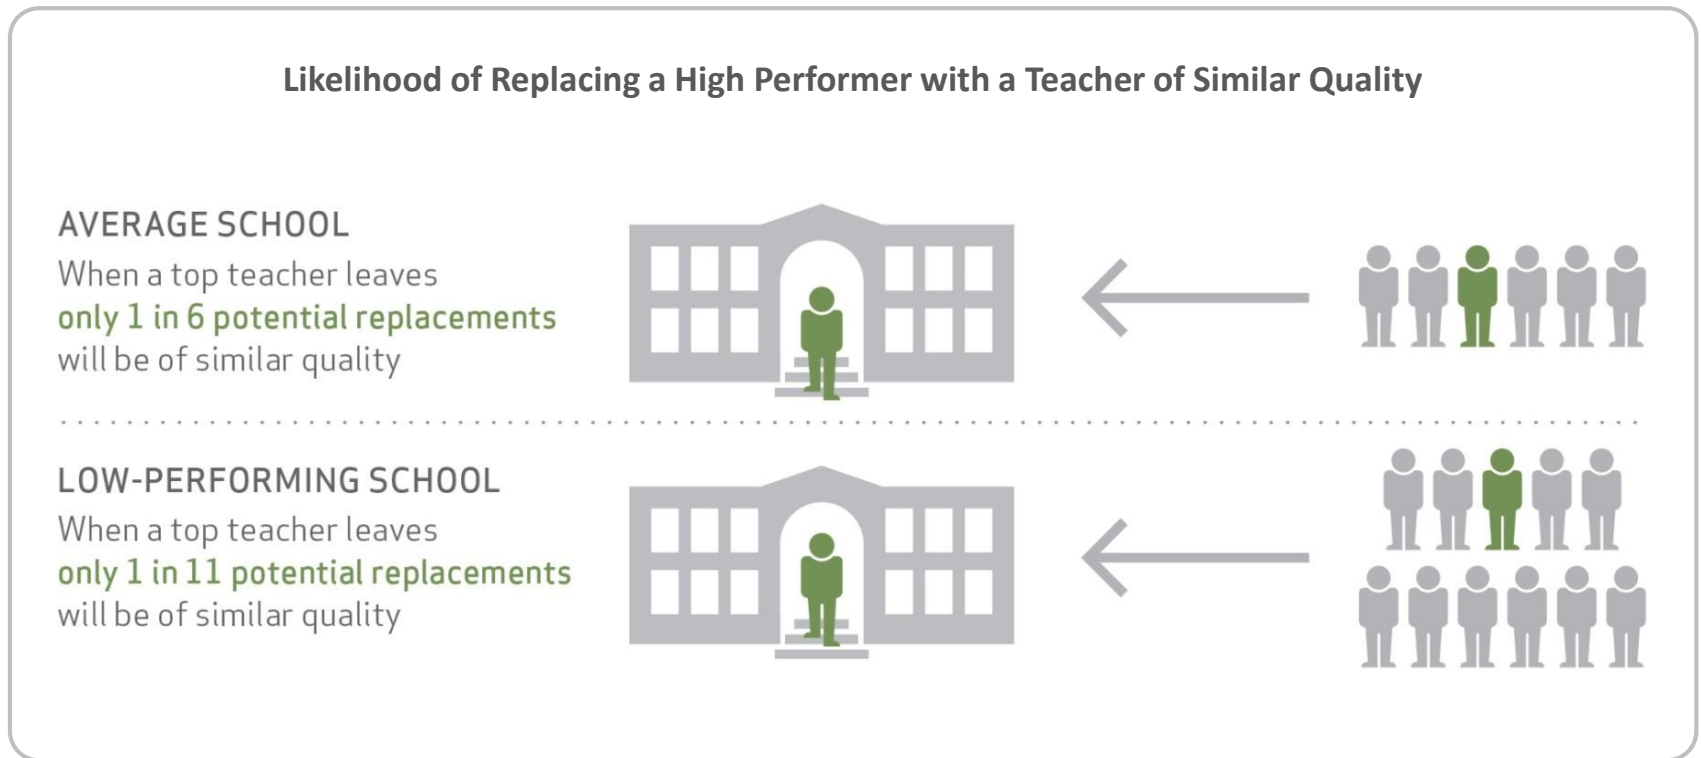 Likelihood of Replacing a High Performer with a Teacher of Similar Quality
AVERAGE SCHOOL
When a top teacher leaves
only 1 in 6 potential replacements
will be of similar quality
LOW-PERFORMING SCHOOL
When a top teacher leaves
only 1 in 11 potential replacements
will be of similar quality